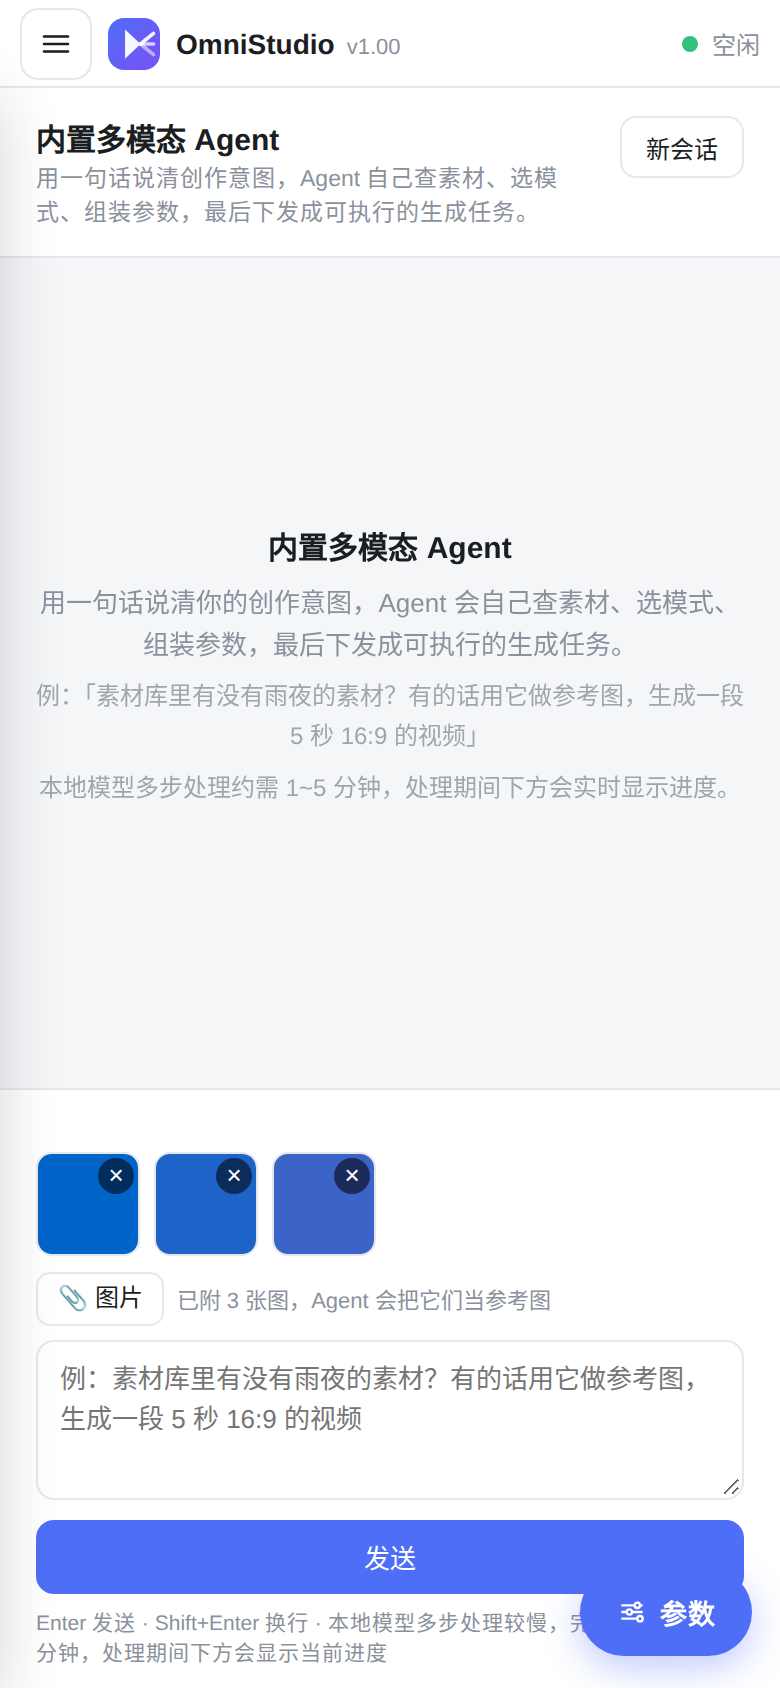 OmniStudio v1.00
空闲
内置多模态 Agent
新会话
用一句话说清创作意图，Agent 自己查素材、选模
式、组装参数，最后下发成可执行的生成任务。
内置多模态 Agent
用一句话说清你的创作意图，Agent 会自己查素材、选模式、
组装参数，最后下发成可执行的生成任务。
例：「素材库里有没有雨夜的素材？有的话用它做参考图，生成一段
5 秒 16:9 的视频」
本地模型多步处理约需 1~5 分钟，处理期间下方会实时显示进度。
图片
已附 3 张图，Agent 会把它们当参考图
例：素材库里有没有雨夜的素材？有的话用它做参考图，
生成一段 5 秒 16:9 的视频
发送
参数
Enter 发送 · Shift+Enter 换行 · 本地模型多步处理较慢，
分钟，处理期间下方会显示当前进度